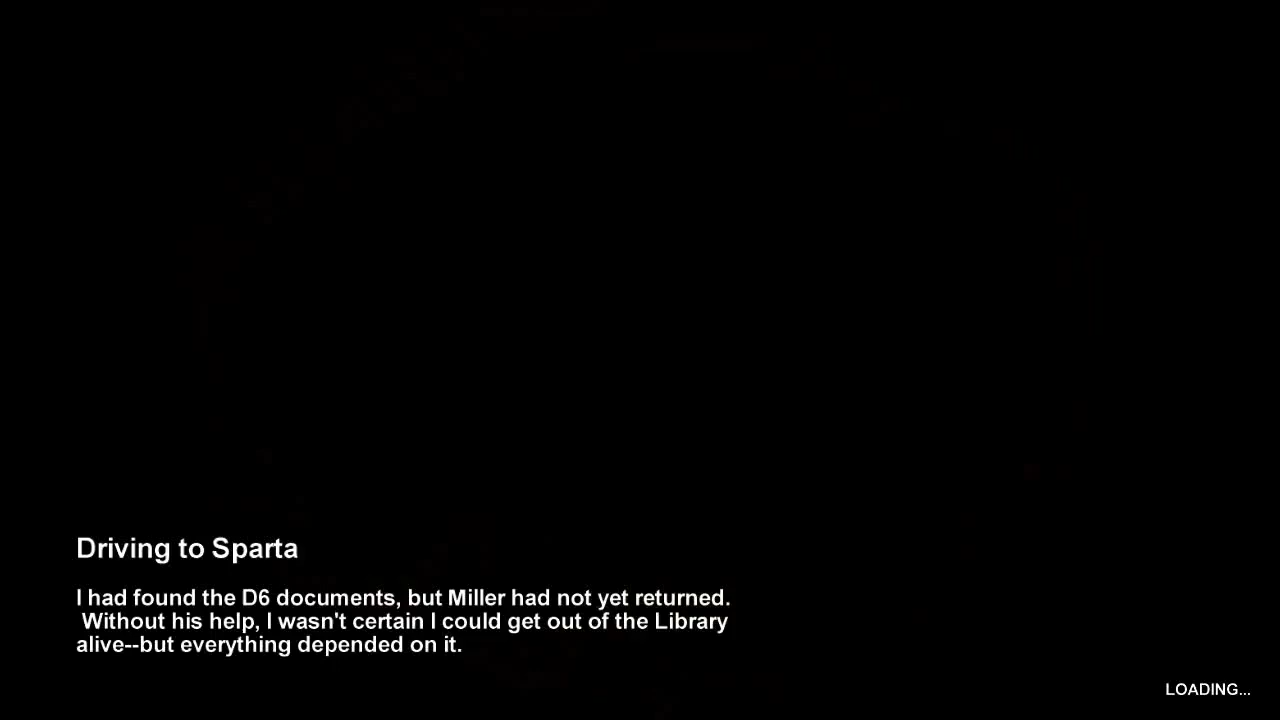 Driving to Sparta
I had found the D6 documents, but Miller had not yet returned.
Without his help, I wasn't certain I could get out of the Library
alive--but everything depended on it.
LOADING...